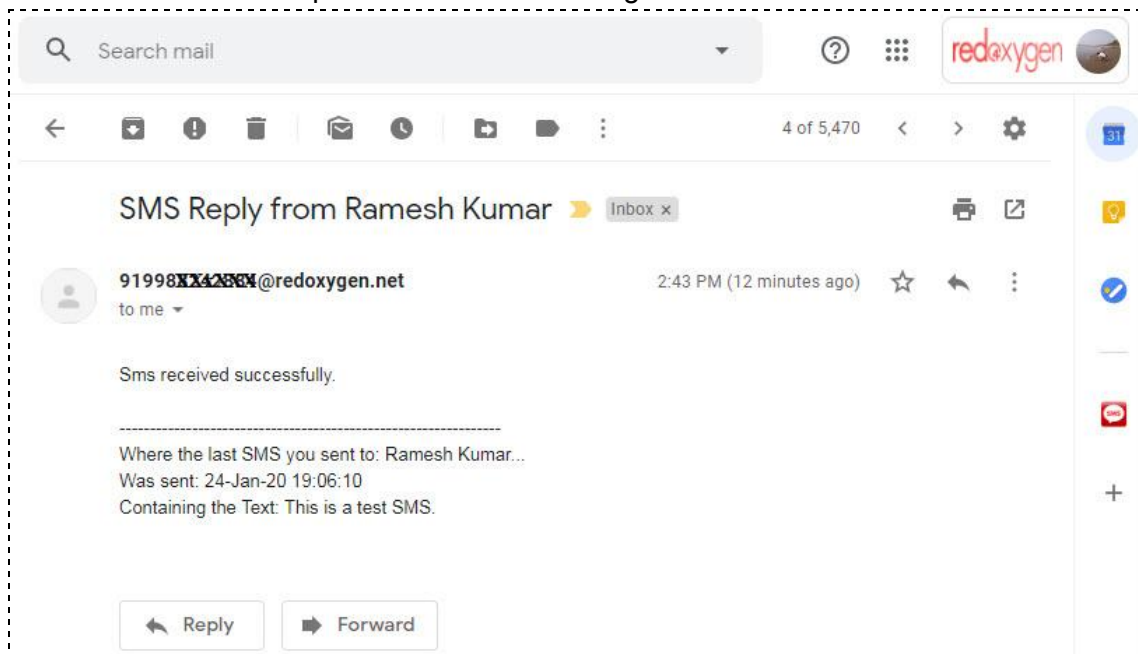 Search mail
redoxygen
4 of 5,470
31
SMS Reply from Ramesh Kumar
Inbox x
@redoxygen.net
2:43 PM (12 minutes ago)
to me
Sms received successfully.
---------------------------------------------------------------
Where the last SMS you sent to: Ramesh Kumar...
Was sent: 24-Jan-20 19:06:10
Containing the Text: This is a test SMS.
SMS
Reply
Forward